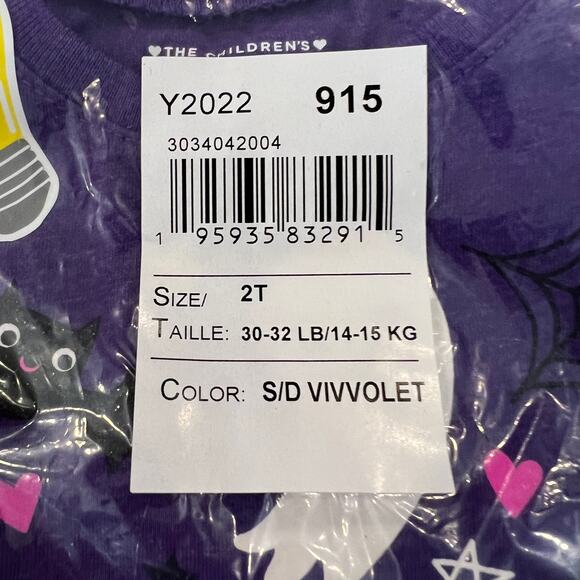 ♥THE CHILDREN'S♥
Y2022 915
3034042004
1 95935 83291 5
SIZE/ 2T
TAILLE: 30-32 LB/14-15 KG
COLOR: S/D VIVVOLET